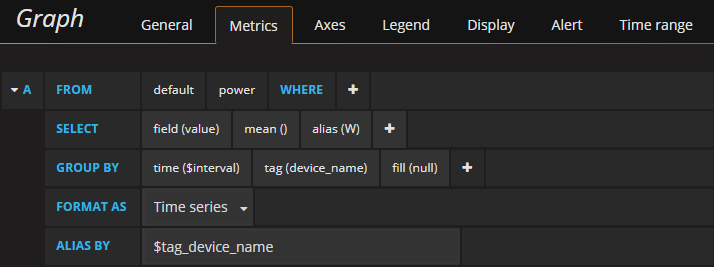 Graph General Metrics Axes Legend Display Alert Time range
A FROM default power WHERE +
SELECT field (value) mean () alias (W) +
GROUP BY time ($interval) tag (device_name) fill (null) +
FORMAT AS Time series
ALIAS BY $tag_device_name